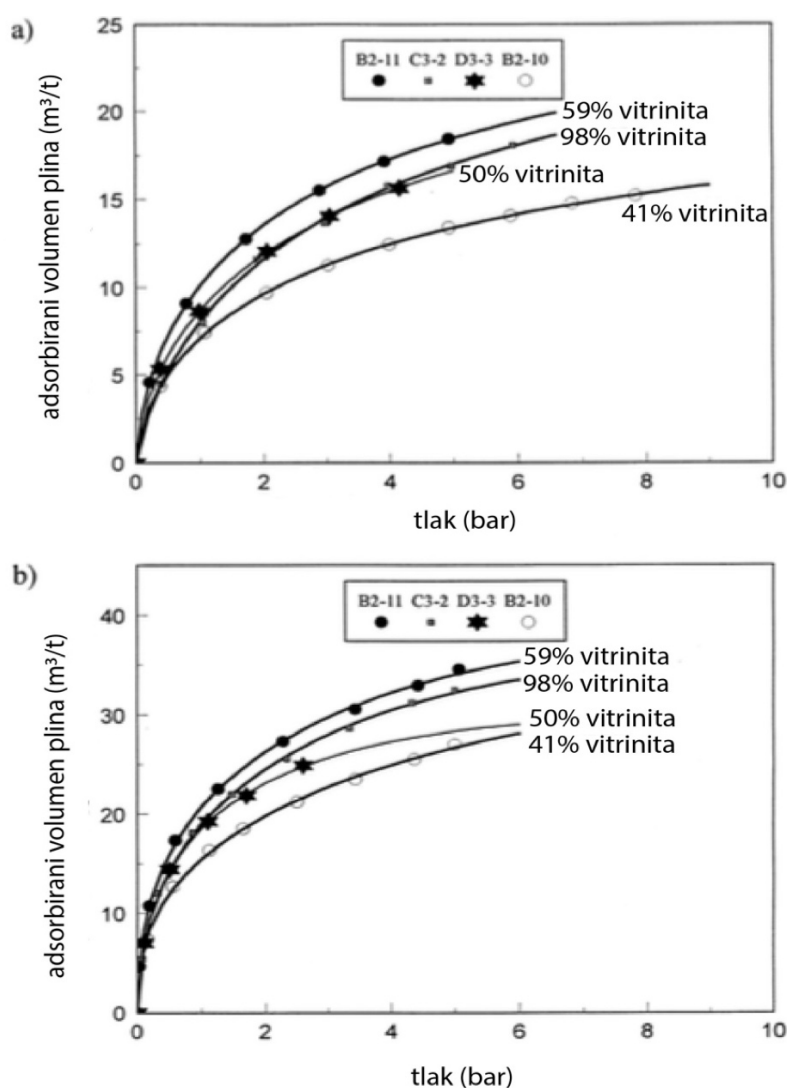 a)
25
20
15
10
5
0
adsorbirani volumen plina (m³/t)
B2-11 C3-2 D3-3 B2-10
59% vitrinita
98% vitrinita
50% vitrinita
41% vitrinita
0 2 4 6 8 10
tlak (bar)
b)
40
30
20
10
0
adsorbirani volumen plina (m³/t)
B2-11 C3-2 D3-3 B2-10
59% vitrinita
98% vitrinita
50% vitrinita
41% vitrinita
0 2 4 6 8 10
tlak (bar)